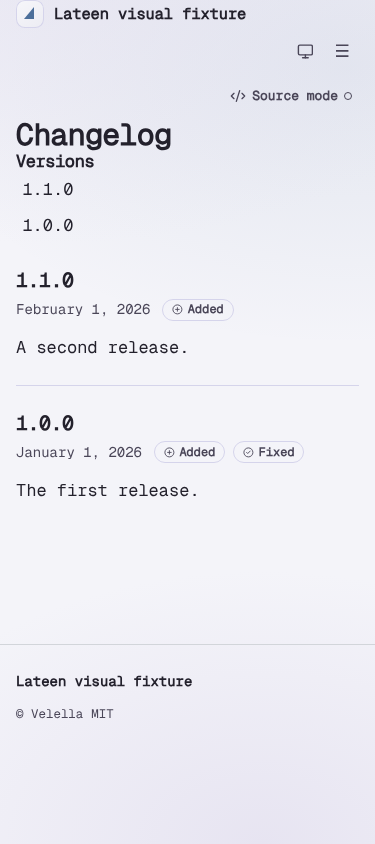 Lateen visual fixture
Source mode
Changelog
Versions
1.1.0
1.0.0
1.1.0
February 1, 2026 Added
A second release.
1.0.0
January 1, 2026 Added Fixed
The first release.
Lateen visual fixture
© Velella MIT